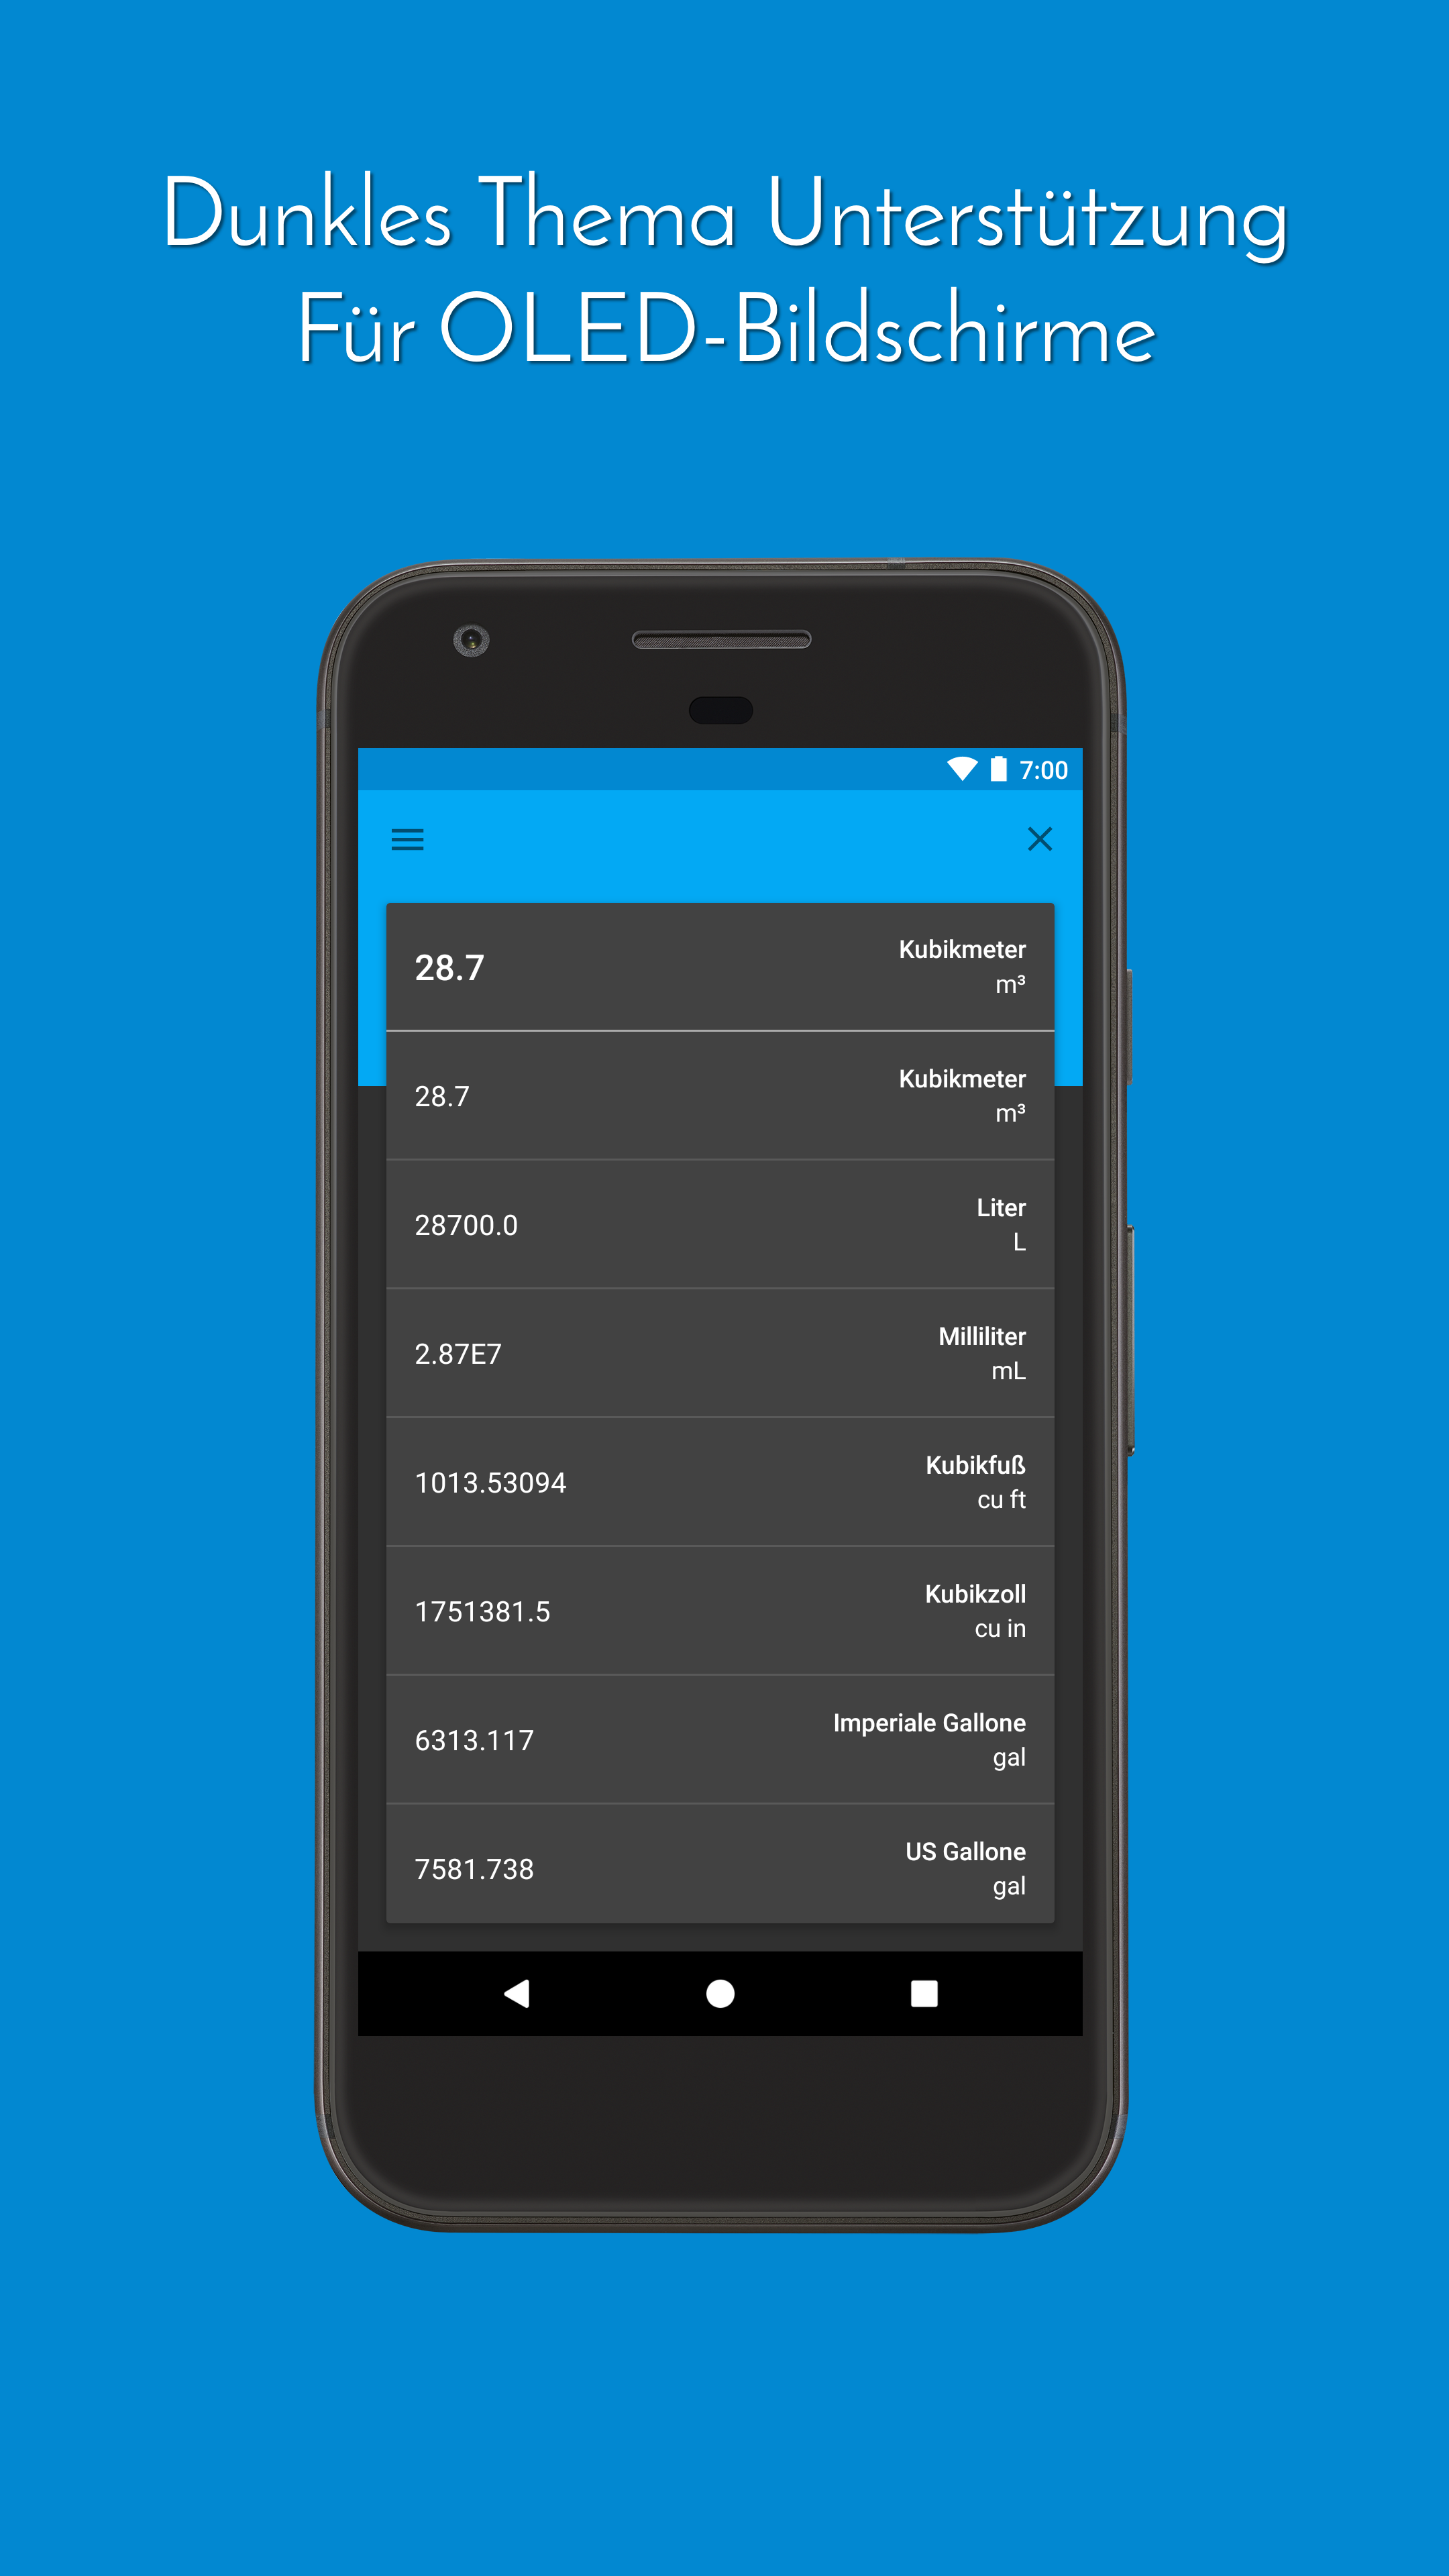 Dunkles Thema Unterstützung
Für OLED-Bildschirme
7:00
28.7
Kubikmeter
m³
28.7
Kubikmeter
m³
28700.0
Liter
L
2.87E7
Milliliter
mL
1013.53094
Kubikfuß
cu ft
1751381.5
Kubikzoll
cu in
6313.117
Imperiale Gallone
gal
7581.738
US Gallone
gal